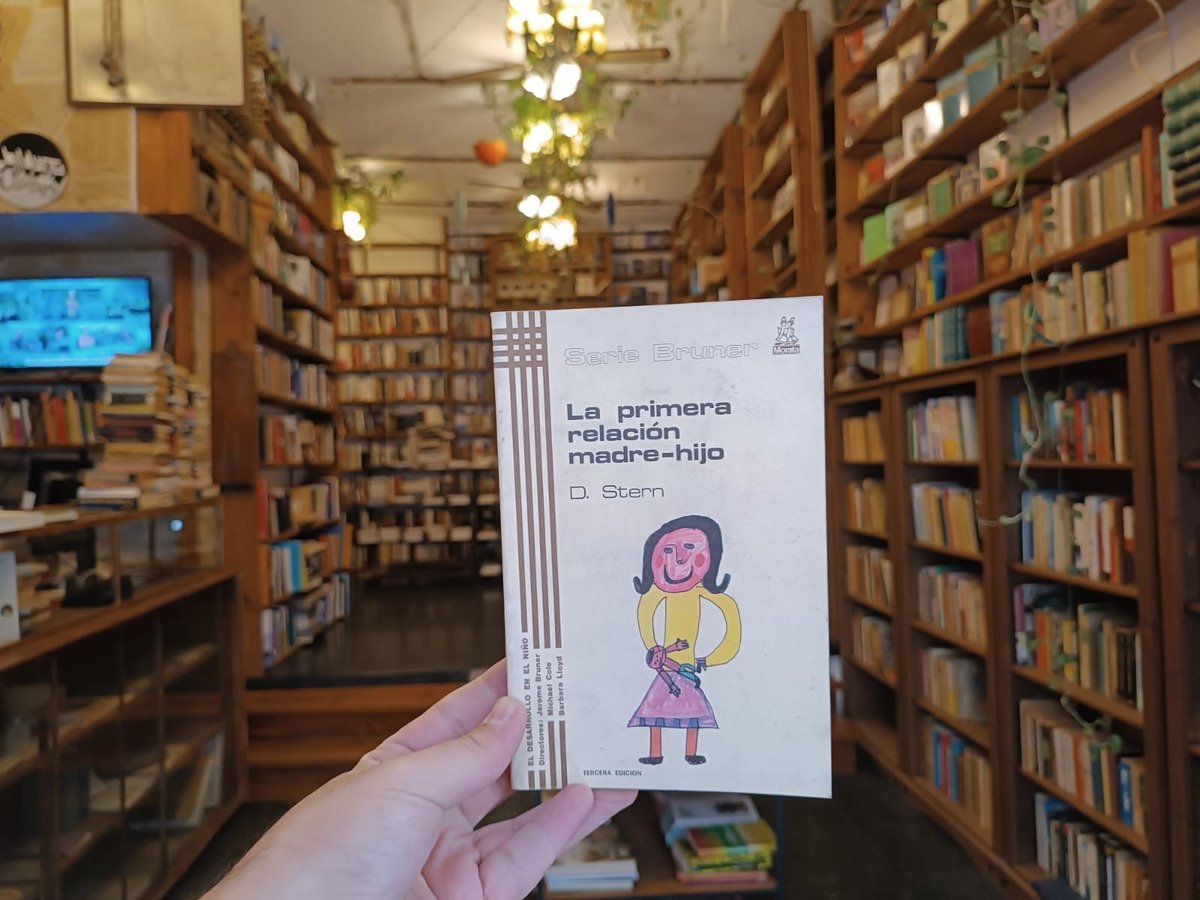 Serie Bruner
Morata
La primera
relación
madre-hijo
D. Stern
EL DESARROLLO EN EL NIÑO
Directores: Jerome Bruner
Michael Cole
Barbara Lloyd
TERCERA EDICION